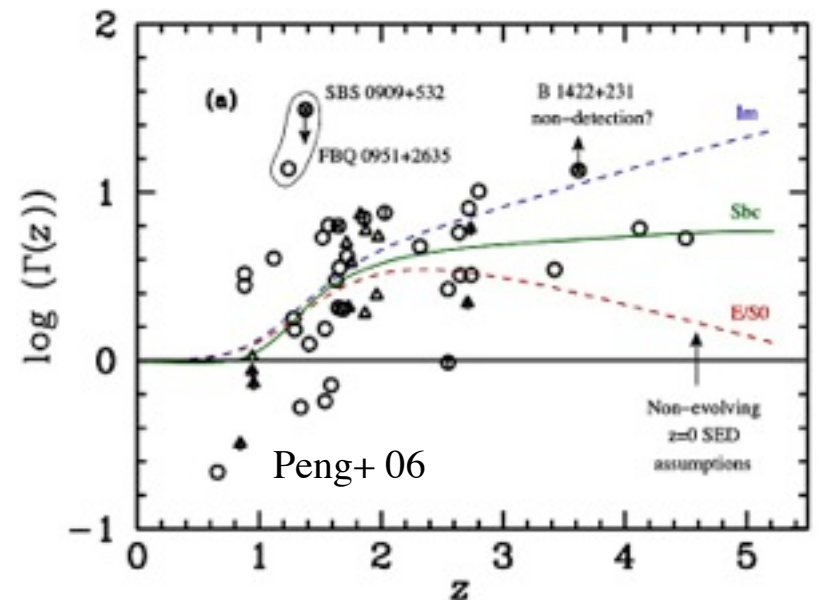 2
(a)
SBS 0909+532
FBQ 0951+2635
B 1422+231
non-detection?
Im
Sbc
E/S0
1
log (Γ(z))
0
Non-evolving
z=0 SED
assumptions
Peng+ 06
-1
0 1 2 3 4 5
z